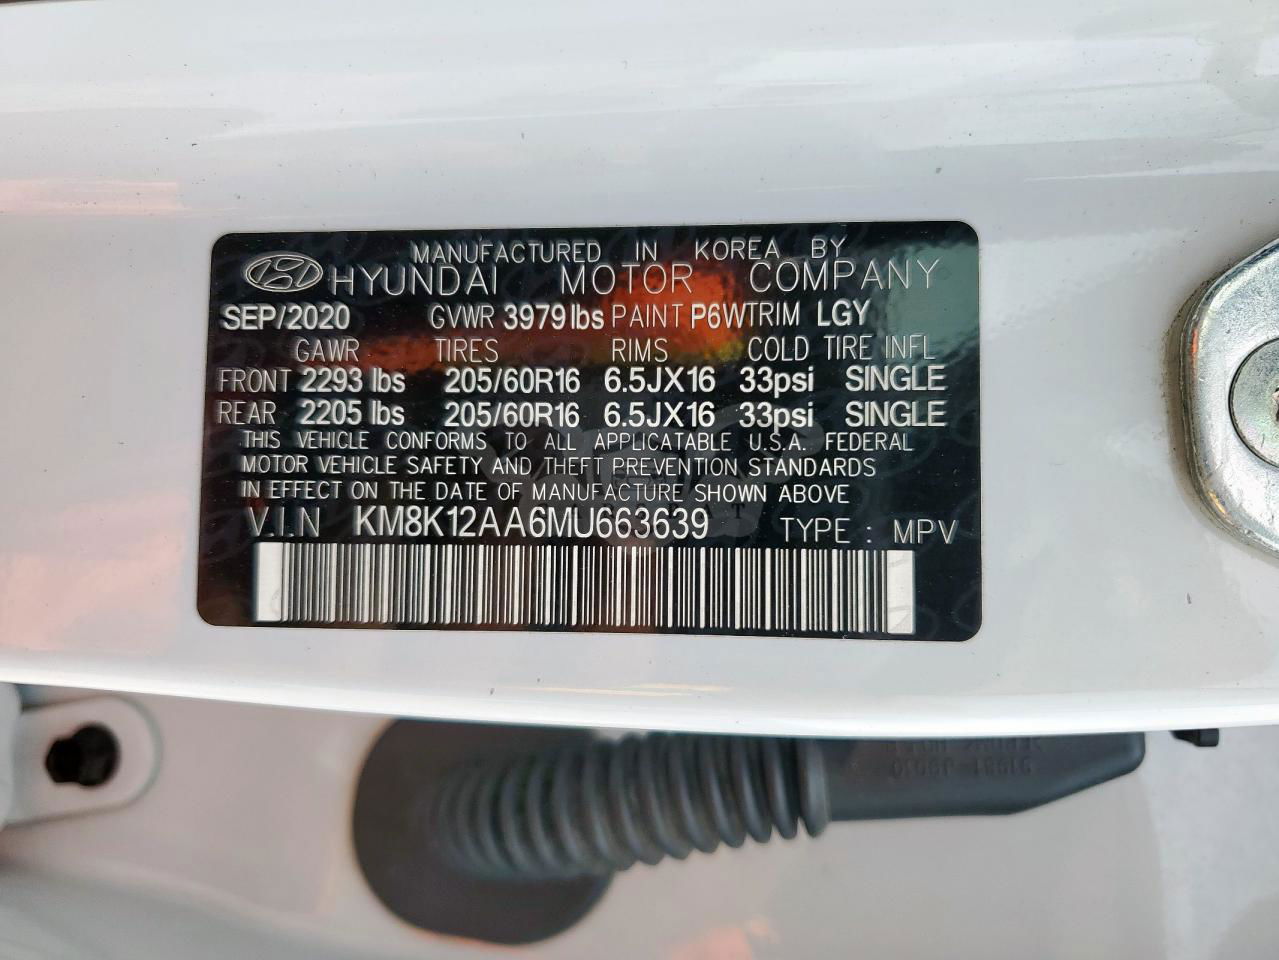 MANUFACTURED IN KOREA BY
HYUNDAI MOTOR COMPANY
SEP/2020 GVWR 3979 lbs PAINT P6W TRIM LGY
GAWR TIRES RIMS COLD TIRE INFL
FRONT 2293 lbs 205/60R16 6.5JX16 33psi SINGLE
REAR 2205 lbs 205/60R16 6.5JX16 33psi SINGLE
THIS VEHICLE CONFORMS TO ALL APPLICATABLE U.S.A. FEDERAL
MOTOR VEHICLE SAFETY AND THEFT PREVENTION STANDARDS
IN EFFECT ON THE DATE OF MANUFACTURE SHOWN ABOVE
V.I.N KM8K12AA6MU663639 TYPE : MPV